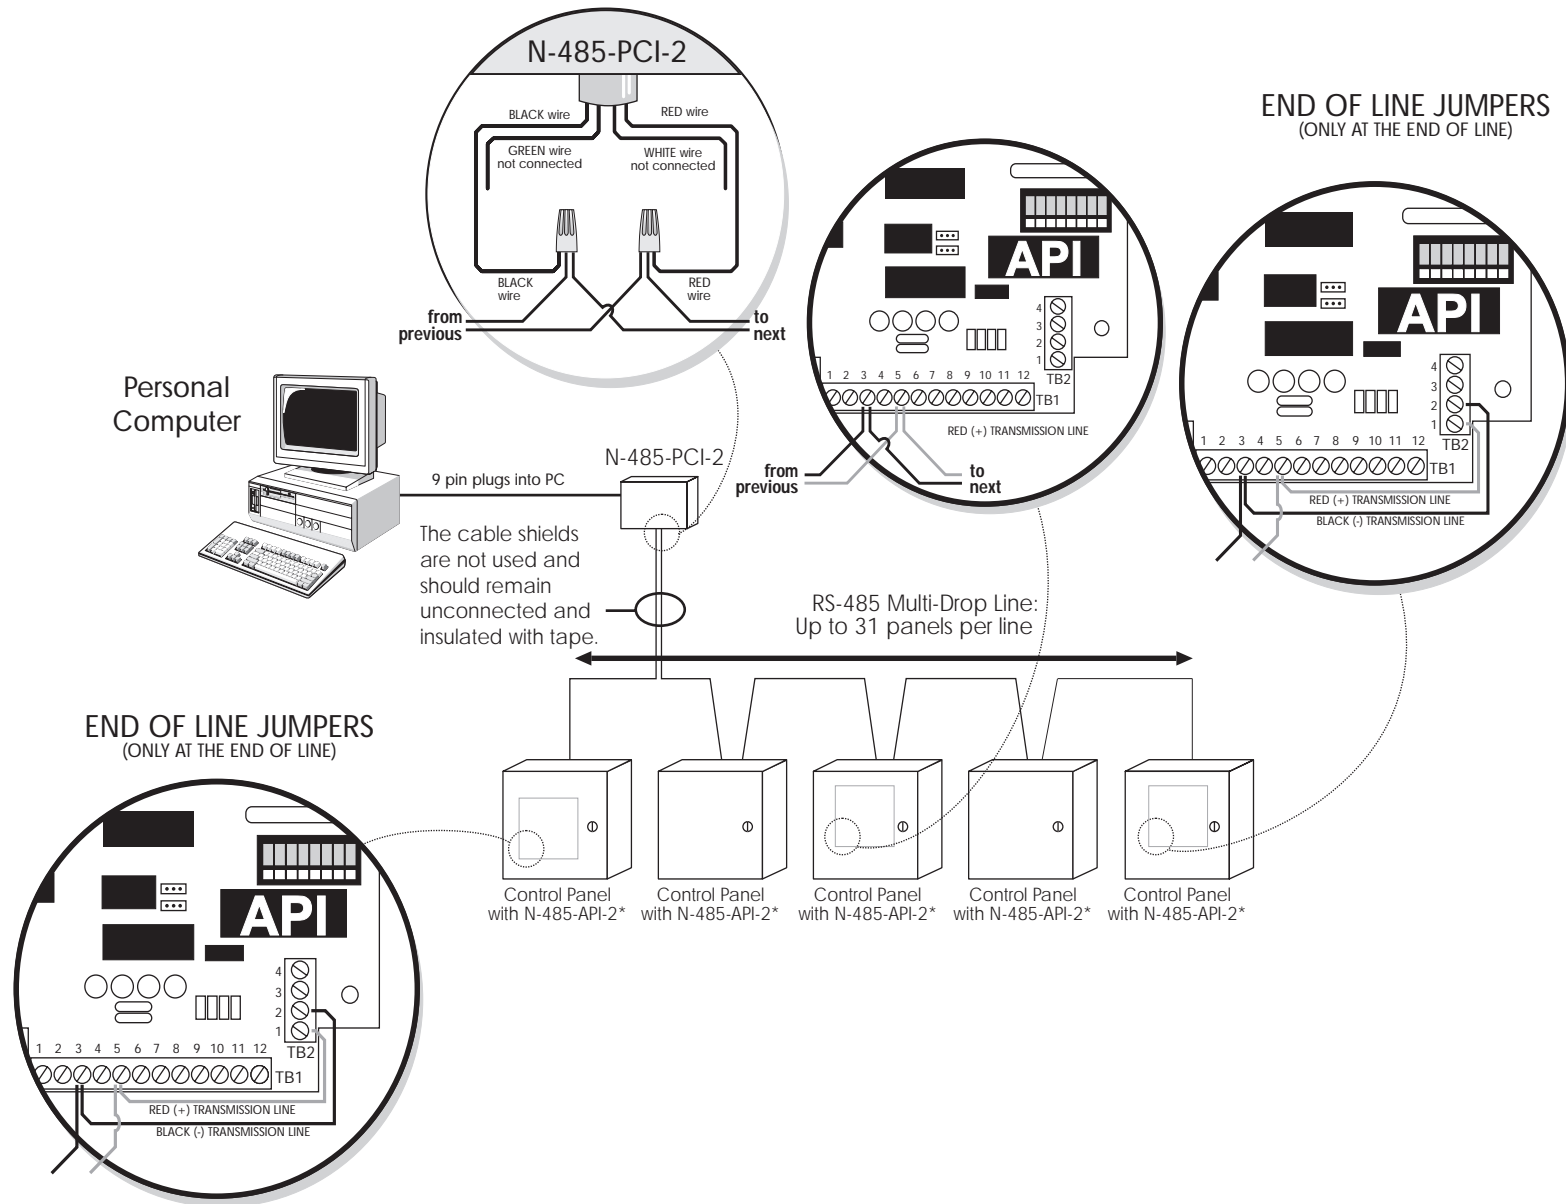 N-485-PCI-2
BLACK wire
RED wire
GREEN wire
not connected
WHITE wire
not connected
BLACK
wire
RED
wire
from
previous
to
next
END OF LINE JUMPERS
(ONLY AT THE END OF LINE)
API
4
3
2
1
TB2
1 2 3 4 5 6 7 8 9 10 11 12
TB1
RED (+) TRANSMISSION LINE
from
previous
to
next
API
4
3
2
1
TB2
1 2 3 4 5 6 7 8 9 10 11 12
TB1
RED (+) TRANSMISSION LINE
BLACK (-) TRANSMISSION LINE
Personal
Computer
9 pin plugs into PC
N-485-PCI-2
The cable shields
are not used and
should remain
unconnected and
insulated with tape.
RS-485 Multi-Drop Line:
Up to 31 panels per line
END OF LINE JUMPERS
(ONLY AT THE END OF LINE)
API
4
3
2
1
TB2
1 2 3 4 5 6 7 8 9 10 11 12
TB1
RED (+) TRANSMISSION LINE
BLACK (-) TRANSMISSION LINE
Control Panel
with N-485-API-2*
Control Panel
with N-485-API-2*
Control Panel
with N-485-API-2*
Control Panel
with N-485-API-2*
Control Panel
with N-485-API-2*